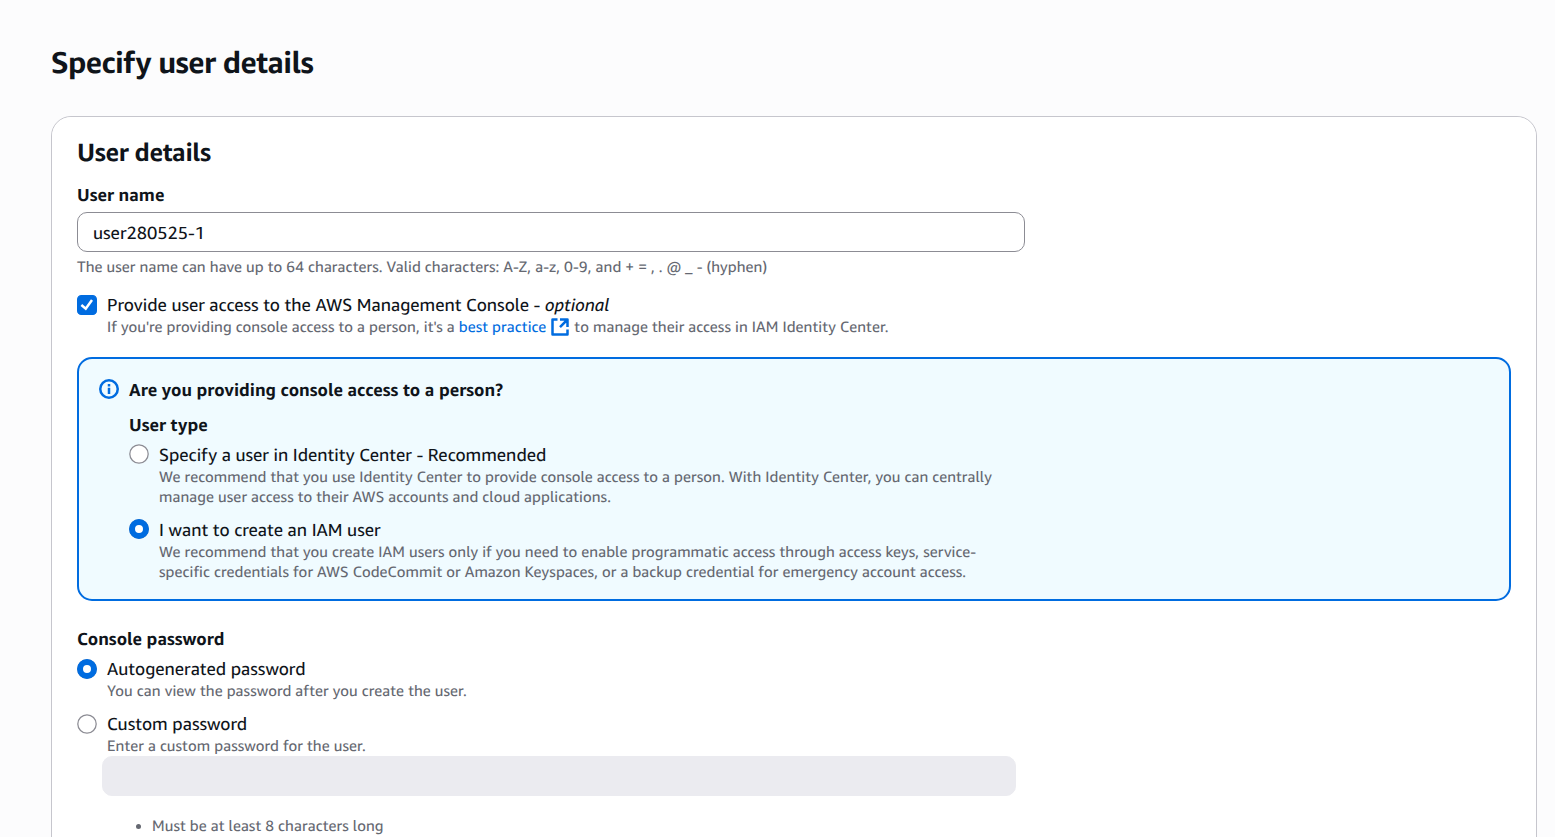 Specify user details
User details
User name
user280525-1
The user name can have up to 64 characters. Valid characters: A-Z, a-z, 0-9, and + = , . @ _ - (hyphen)
Provide user access to the AWS Management Console - optional
If you're providing console access to a person, it's a best practice to manage their access in IAM Identity Center.
Are you providing console access to a person?
User type
Specify a user in Identity Center - Recommended
We recommend that you use Identity Center to provide console access to a person. With Identity Center, you can centrally
manage user access to their AWS accounts and cloud applications.
I want to create an IAM user
We recommend that you create IAM users only if you need to enable programmatic access through access keys, service-
specific credentials for AWS CodeCommit or Amazon Keyspaces, or a backup credential for emergency account access.
Console password
Autogenerated password
You can view the password after you create the user.
Custom password
Enter a custom password for the user.
• Must be at least 8 characters long